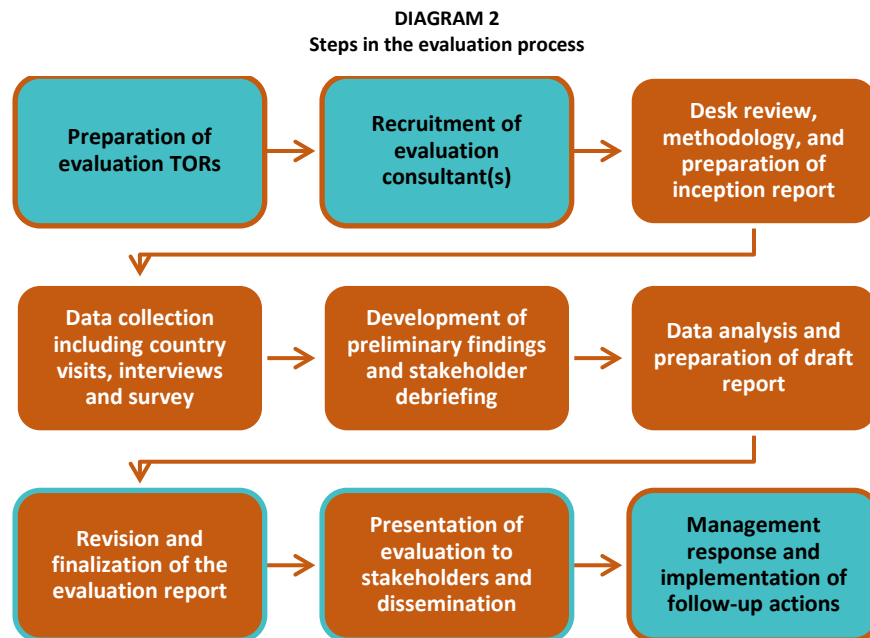 DIAGRAM 2
Steps in the evaluation process
Preparation of
evaluation TORs
Recruitment of
evaluation
consultant(s)
Desk review,
methodology, and
preparation of
inception report
Data collection
including country
visits, interviews
and survey
Development of
preliminary findings
and stakeholder
debriefing
Data analysis and
preparation of draft
report
Revision and
finalization of the
evaluation report
Presentation of
evaluation to
stakeholders and
dissemination
Management
response and
implementation of
follow-up actions